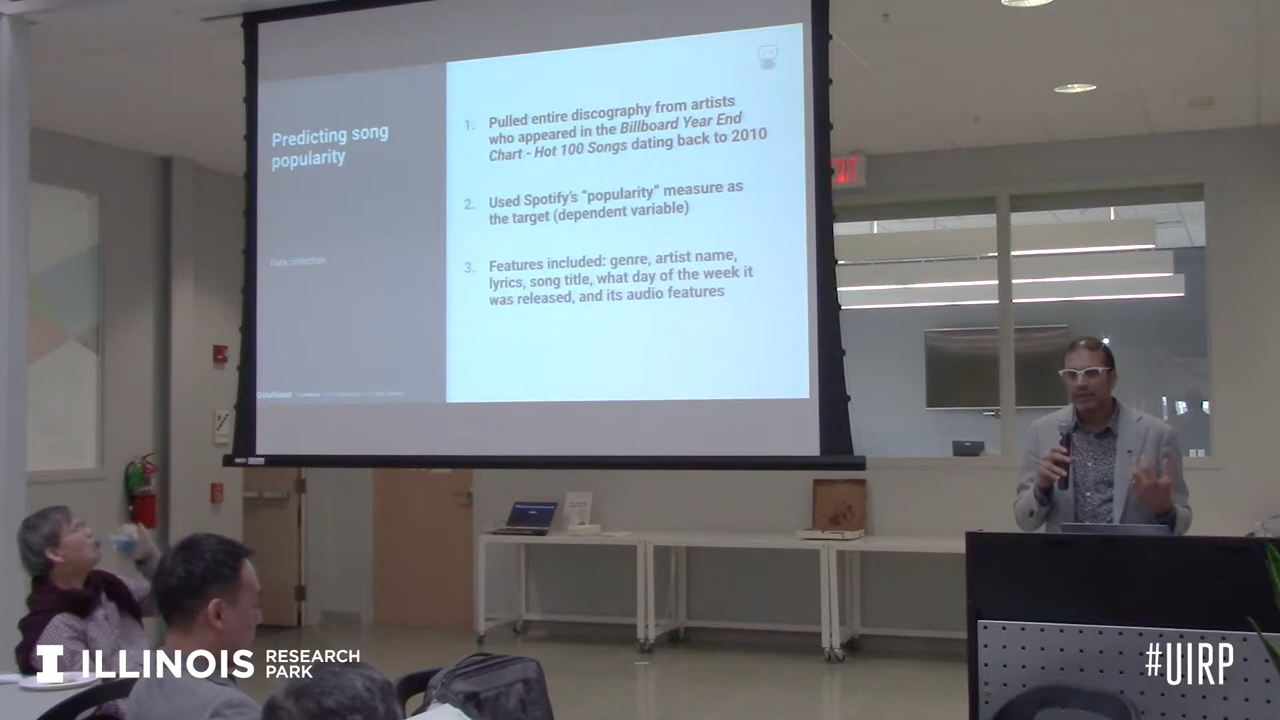 Predicting song
popularity
Data collection
1. Pulled entire discography from artists
who appeared in the Billboard Year End
Chart - Hot 100 Songs dating back to 2010
2. Used Spotify's "popularity" measure as
the target (dependent variable)
3. Features included: genre, artist name,
lyrics, song title, what day of the week it
was released, and its audio features
DataRobot
EXIT
I ILLINOIS RESEARCH
PARK
#UIRP